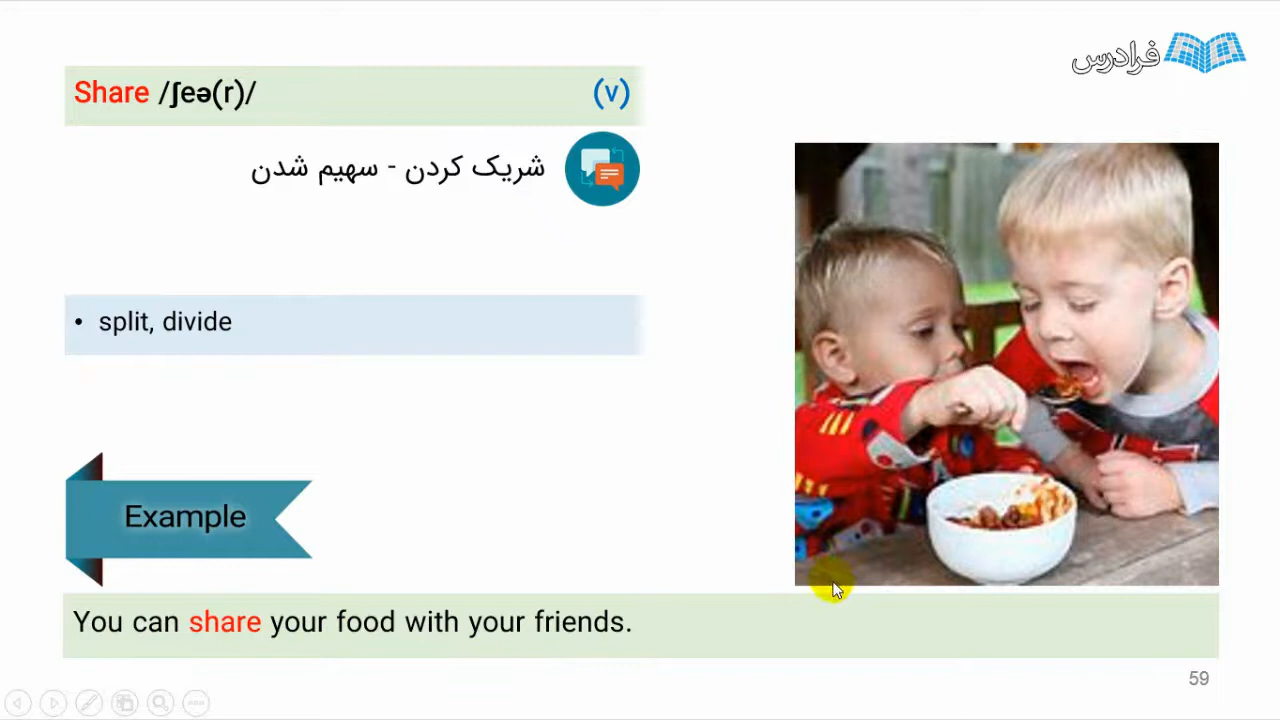 فرادرس
Share /ʃeə(r)/ (v)
شریک کردن - سهیم شدن
• split, divide
Example
You can share your food with your friends.
59